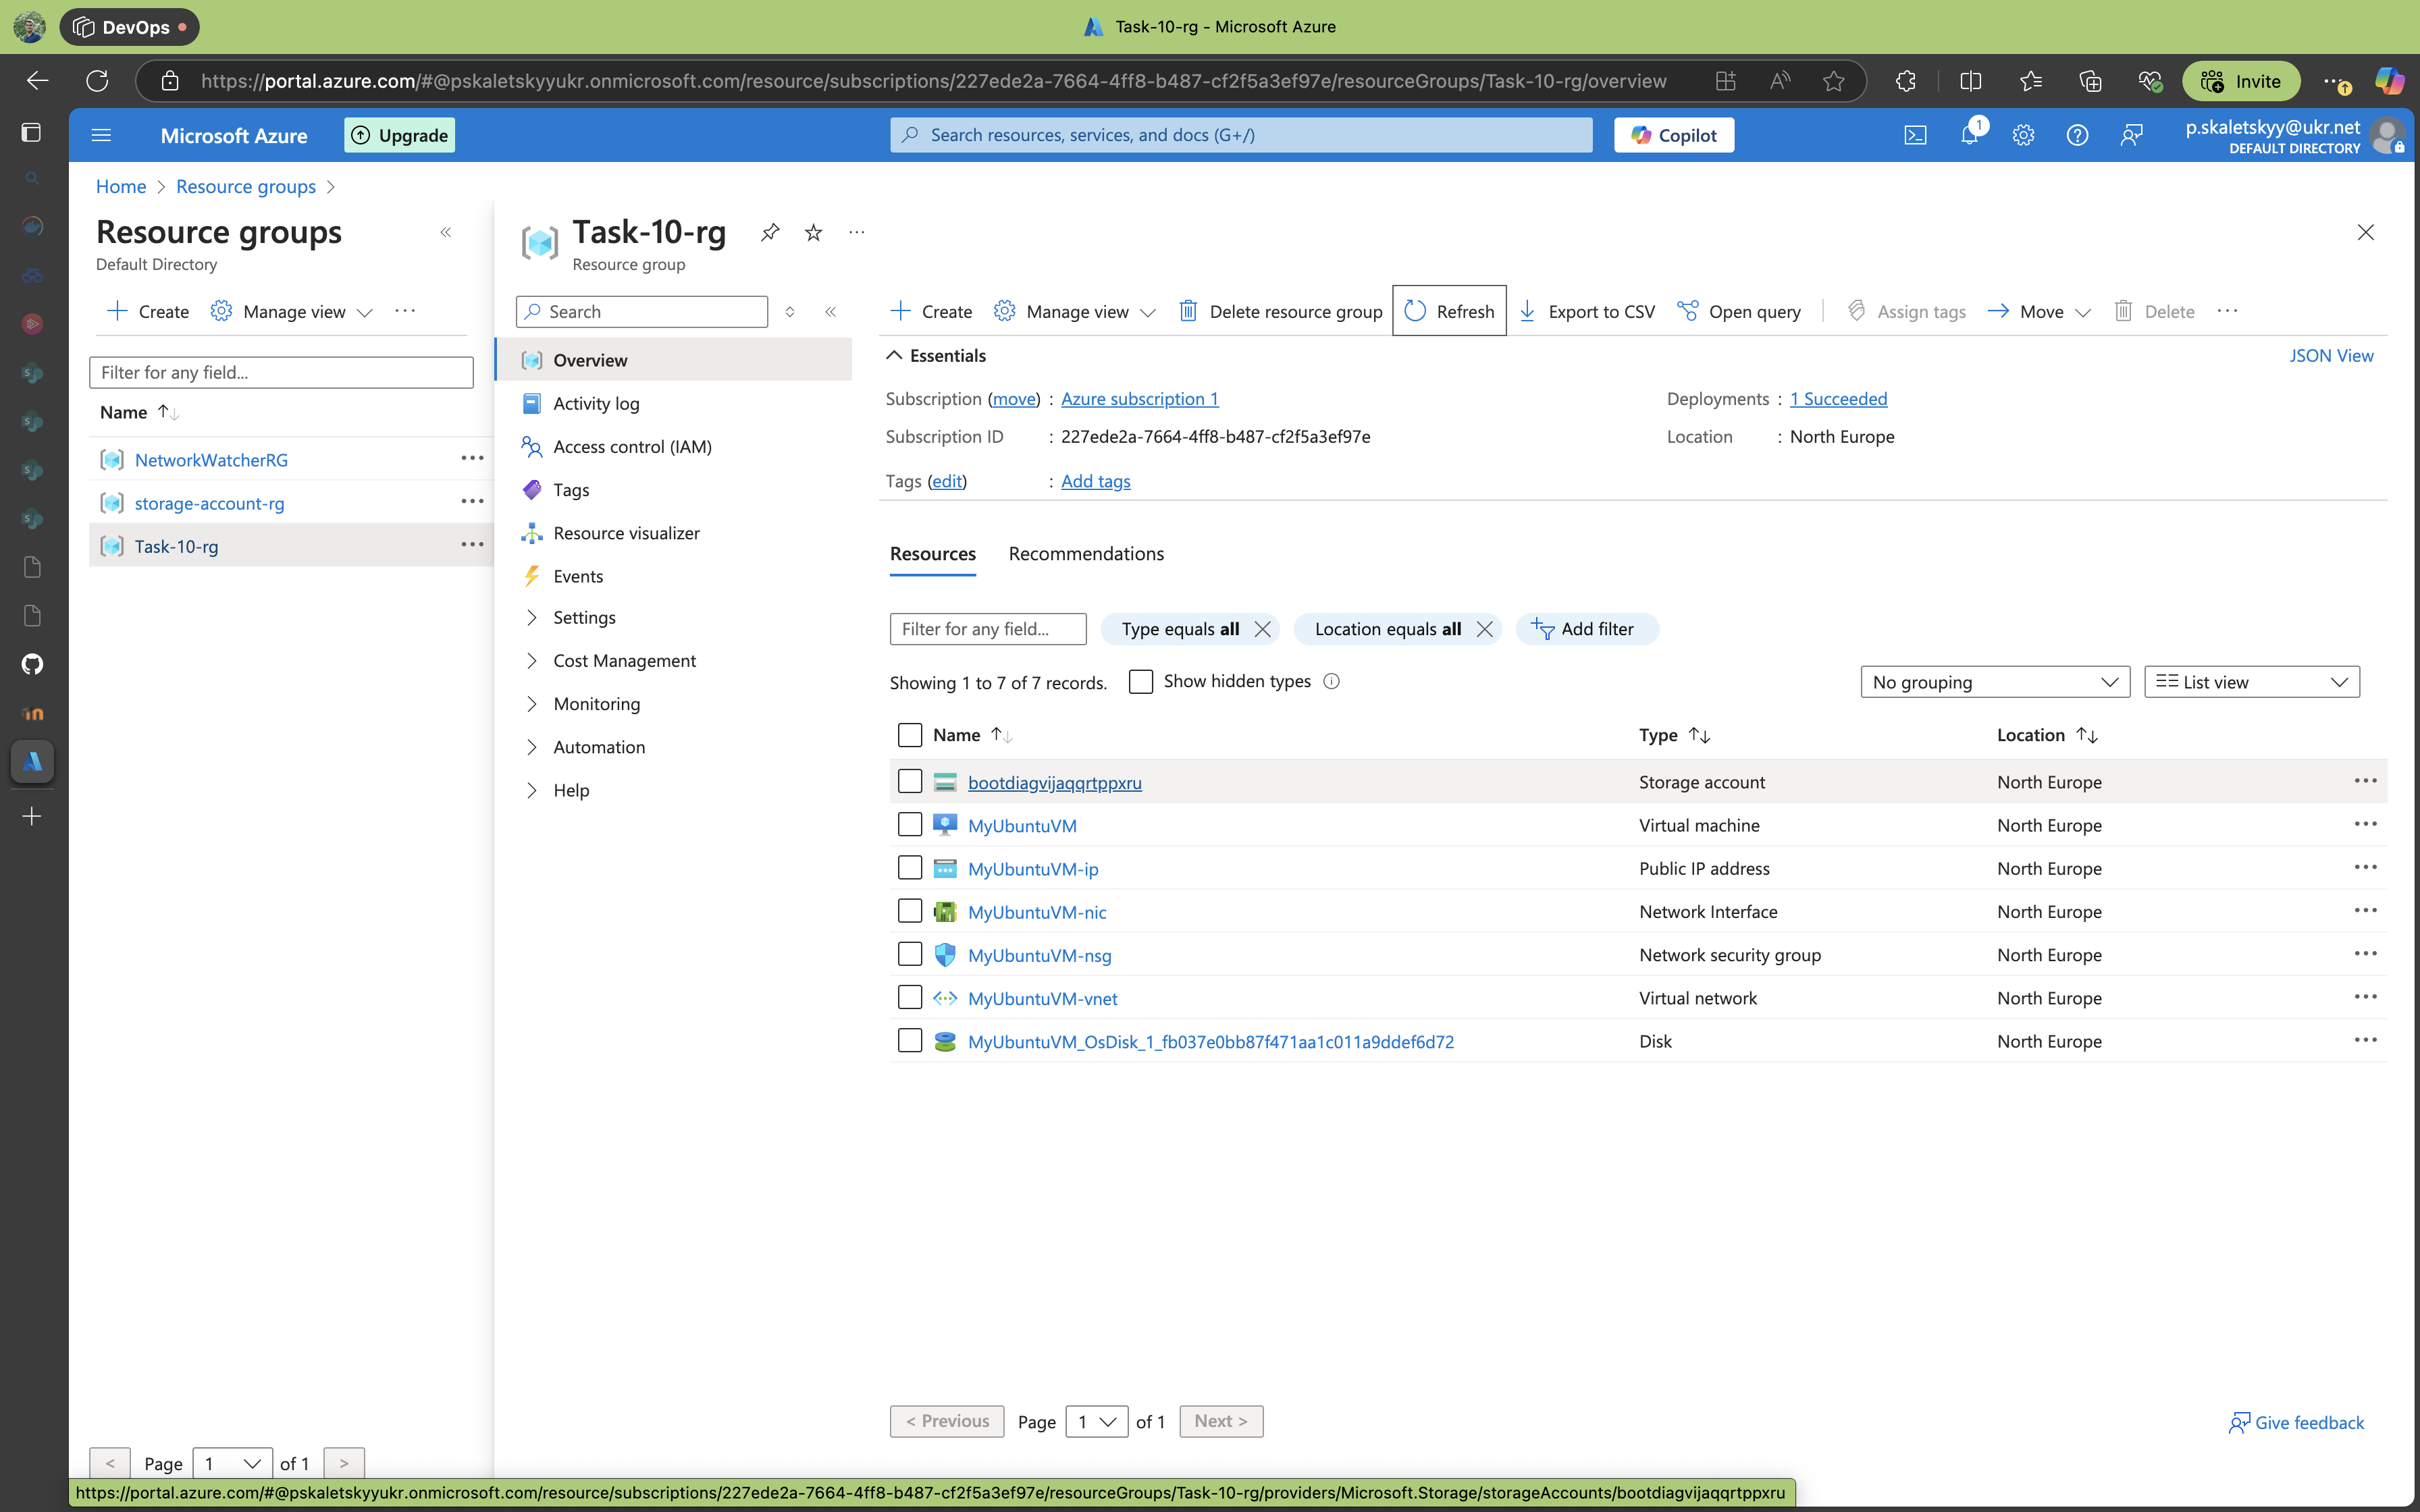 DevOps
Task-10-rg - Microsoft Azure
https://portal.azure.com/#@pskaletskyyukr.onmicrosoft.com/resource/subscriptions/227ede2a-7664-4ff8-b487-cf2f5a3ef97e/resourceGroups/Task-10-rg/overview
Invite
Microsoft Azure
Upgrade
Search resources, services, and docs (G+/)
Copilot
1
p.skaletskyy@ukr.net
DEFAULT DIRECTORY
Home > Resource groups >
Resource groups
Default Directory
Create Manage view
Filter for any field...
Name
NetworkWatcherRG
storage-account-rg
Task-10-rg
< Page 1 of 1 >
Task-10-rg
Resource group
Search
Overview
Activity log
Access control (IAM)
Tags
Resource visualizer
Events
Settings
Cost Management
Monitoring
Automation
Help
Create Manage view Delete resource group Refresh Export to CSV Open query Assign tags Move Delete
Essentials
JSON View
Subscription (move) : Azure subscription 1
Deployments : 1 Succeeded
Subscription ID : 227ede2a-7664-4ff8-b487-cf2f5a3ef97e
Location : North Europe
Tags (edit) : Add tags
Resources Recommendations
Filter for any field... Type equals all Location equals all Add filter
Showing 1 to 7 of 7 records. Show hidden types
No grouping List view
Name Type Location
bootdiagvijaqqrtppxru Storage account North Europe
MyUbuntuVM Virtual machine North Europe
MyUbuntuVM-ip Public IP address North Europe
MyUbuntuVM-nic Network Interface North Europe
MyUbuntuVM-nsg Network security group North Europe
MyUbuntuVM-vnet Virtual network North Europe
MyUbuntuVM_OsDisk_1_fb037e0bb87f471aa1c011a9ddef6d72 Disk North Europe
< Previous Page 1 of 1 Next >
Give feedback
https://portal.azure.com/#@pskaletskyyukr.onmicrosoft.com/resource/subscriptions/227ede2a-7664-4ff8-b487-cf2f5a3ef97e/resourceGroups/Task-10-rg/providers/Microsoft.Storage/storageAccounts/bootdiagvijaqqrtppxru